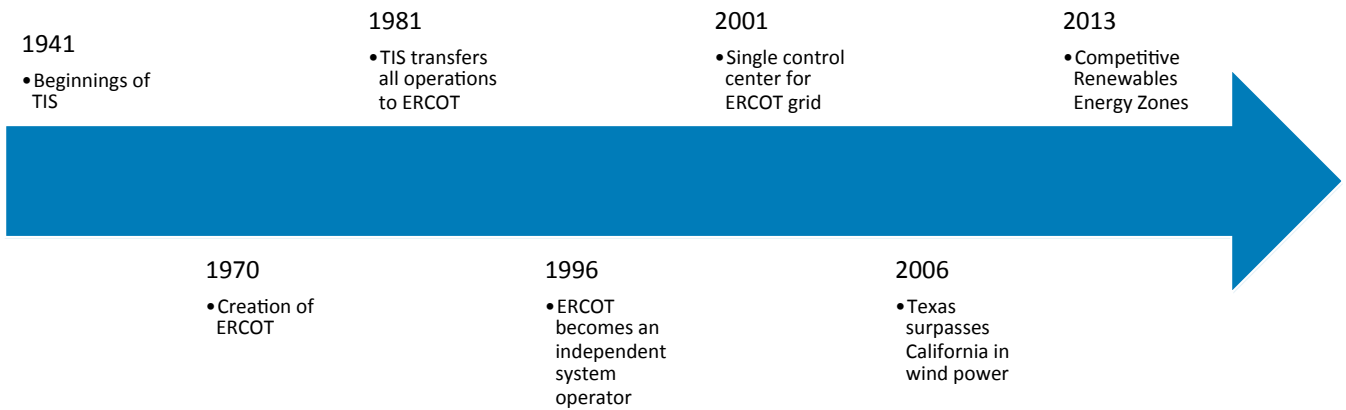 1941
•Beginnings of
TIS
1970
•Creation of
ERCOT
1981
•TIS transfers
all operations
to ERCOT
1996
•ERCOT
becomes an
independent
system
operator
2001
•Single control
center for
ERCOT grid
2006
•Texas
surpasses
California in
wind power
2013
•Competitive
Renewables
Energy Zones